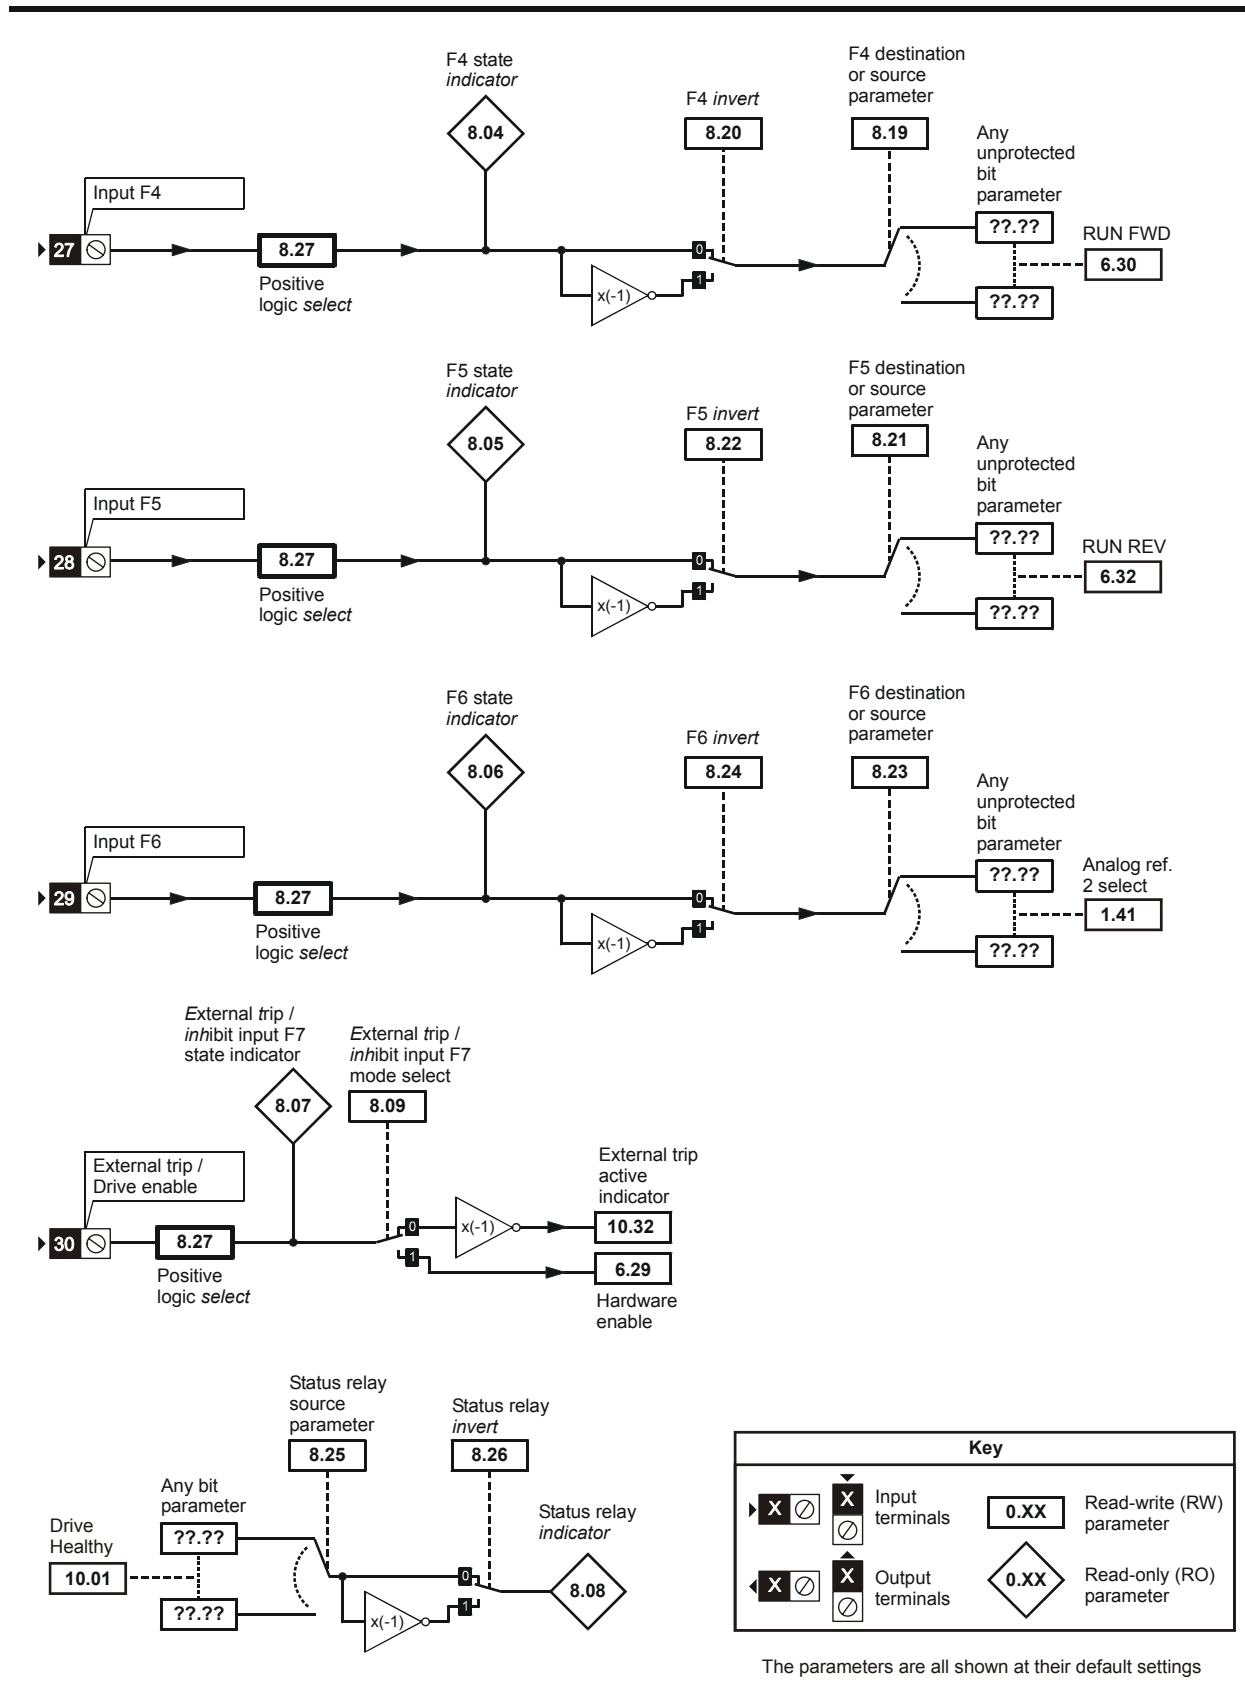 F4 state
indicator
8.04
F4 invert
8.20
F4 destination
or source
parameter
8.19
Any
unprotected
bit
parameter
Input F4
27
8.27
Positive
logic select
0
1
x(-1)
??.??
??.??
RUN FWD
6.30
F5 state
indicator
8.05
F5 invert
8.22
F5 destination
or source
parameter
8.21
Any
unprotected
bit
parameter
Input F5
28
8.27
Positive
logic select
0
1
x(-1)
??.??
??.??
RUN REV
6.32
F6 state
indicator
8.06
F6 invert
8.24
F6 destination
or source
parameter
8.23
Any
unprotected
bit
parameter
Input F6
29
8.27
Positive
logic select
0
1
x(-1)
??.??
??.??
Analog ref.
2 select
1.41
External trip /
inhibit input F7
state indicator
8.07
External trip /
inhibit input F7
mode select
8.09
External trip /
Drive enable
30
8.27
Positive
logic select
0
1
x(-1)
External trip
active
indicator
10.32
6.29
Hardware
enable
Status relay
source
parameter
8.25
Status relay
invert
8.26
Any bit
parameter
??.??
??.??
Drive
Healthy
10.01
x(-1)
0
1
Status relay
indicator
8.08
Key
X
X
Input
terminals
0.XX
Read-write (RW)
parameter
X
X
Output
terminals
0.XX
Read-only (RO)
parameter
The parameters are all shown at their default settings